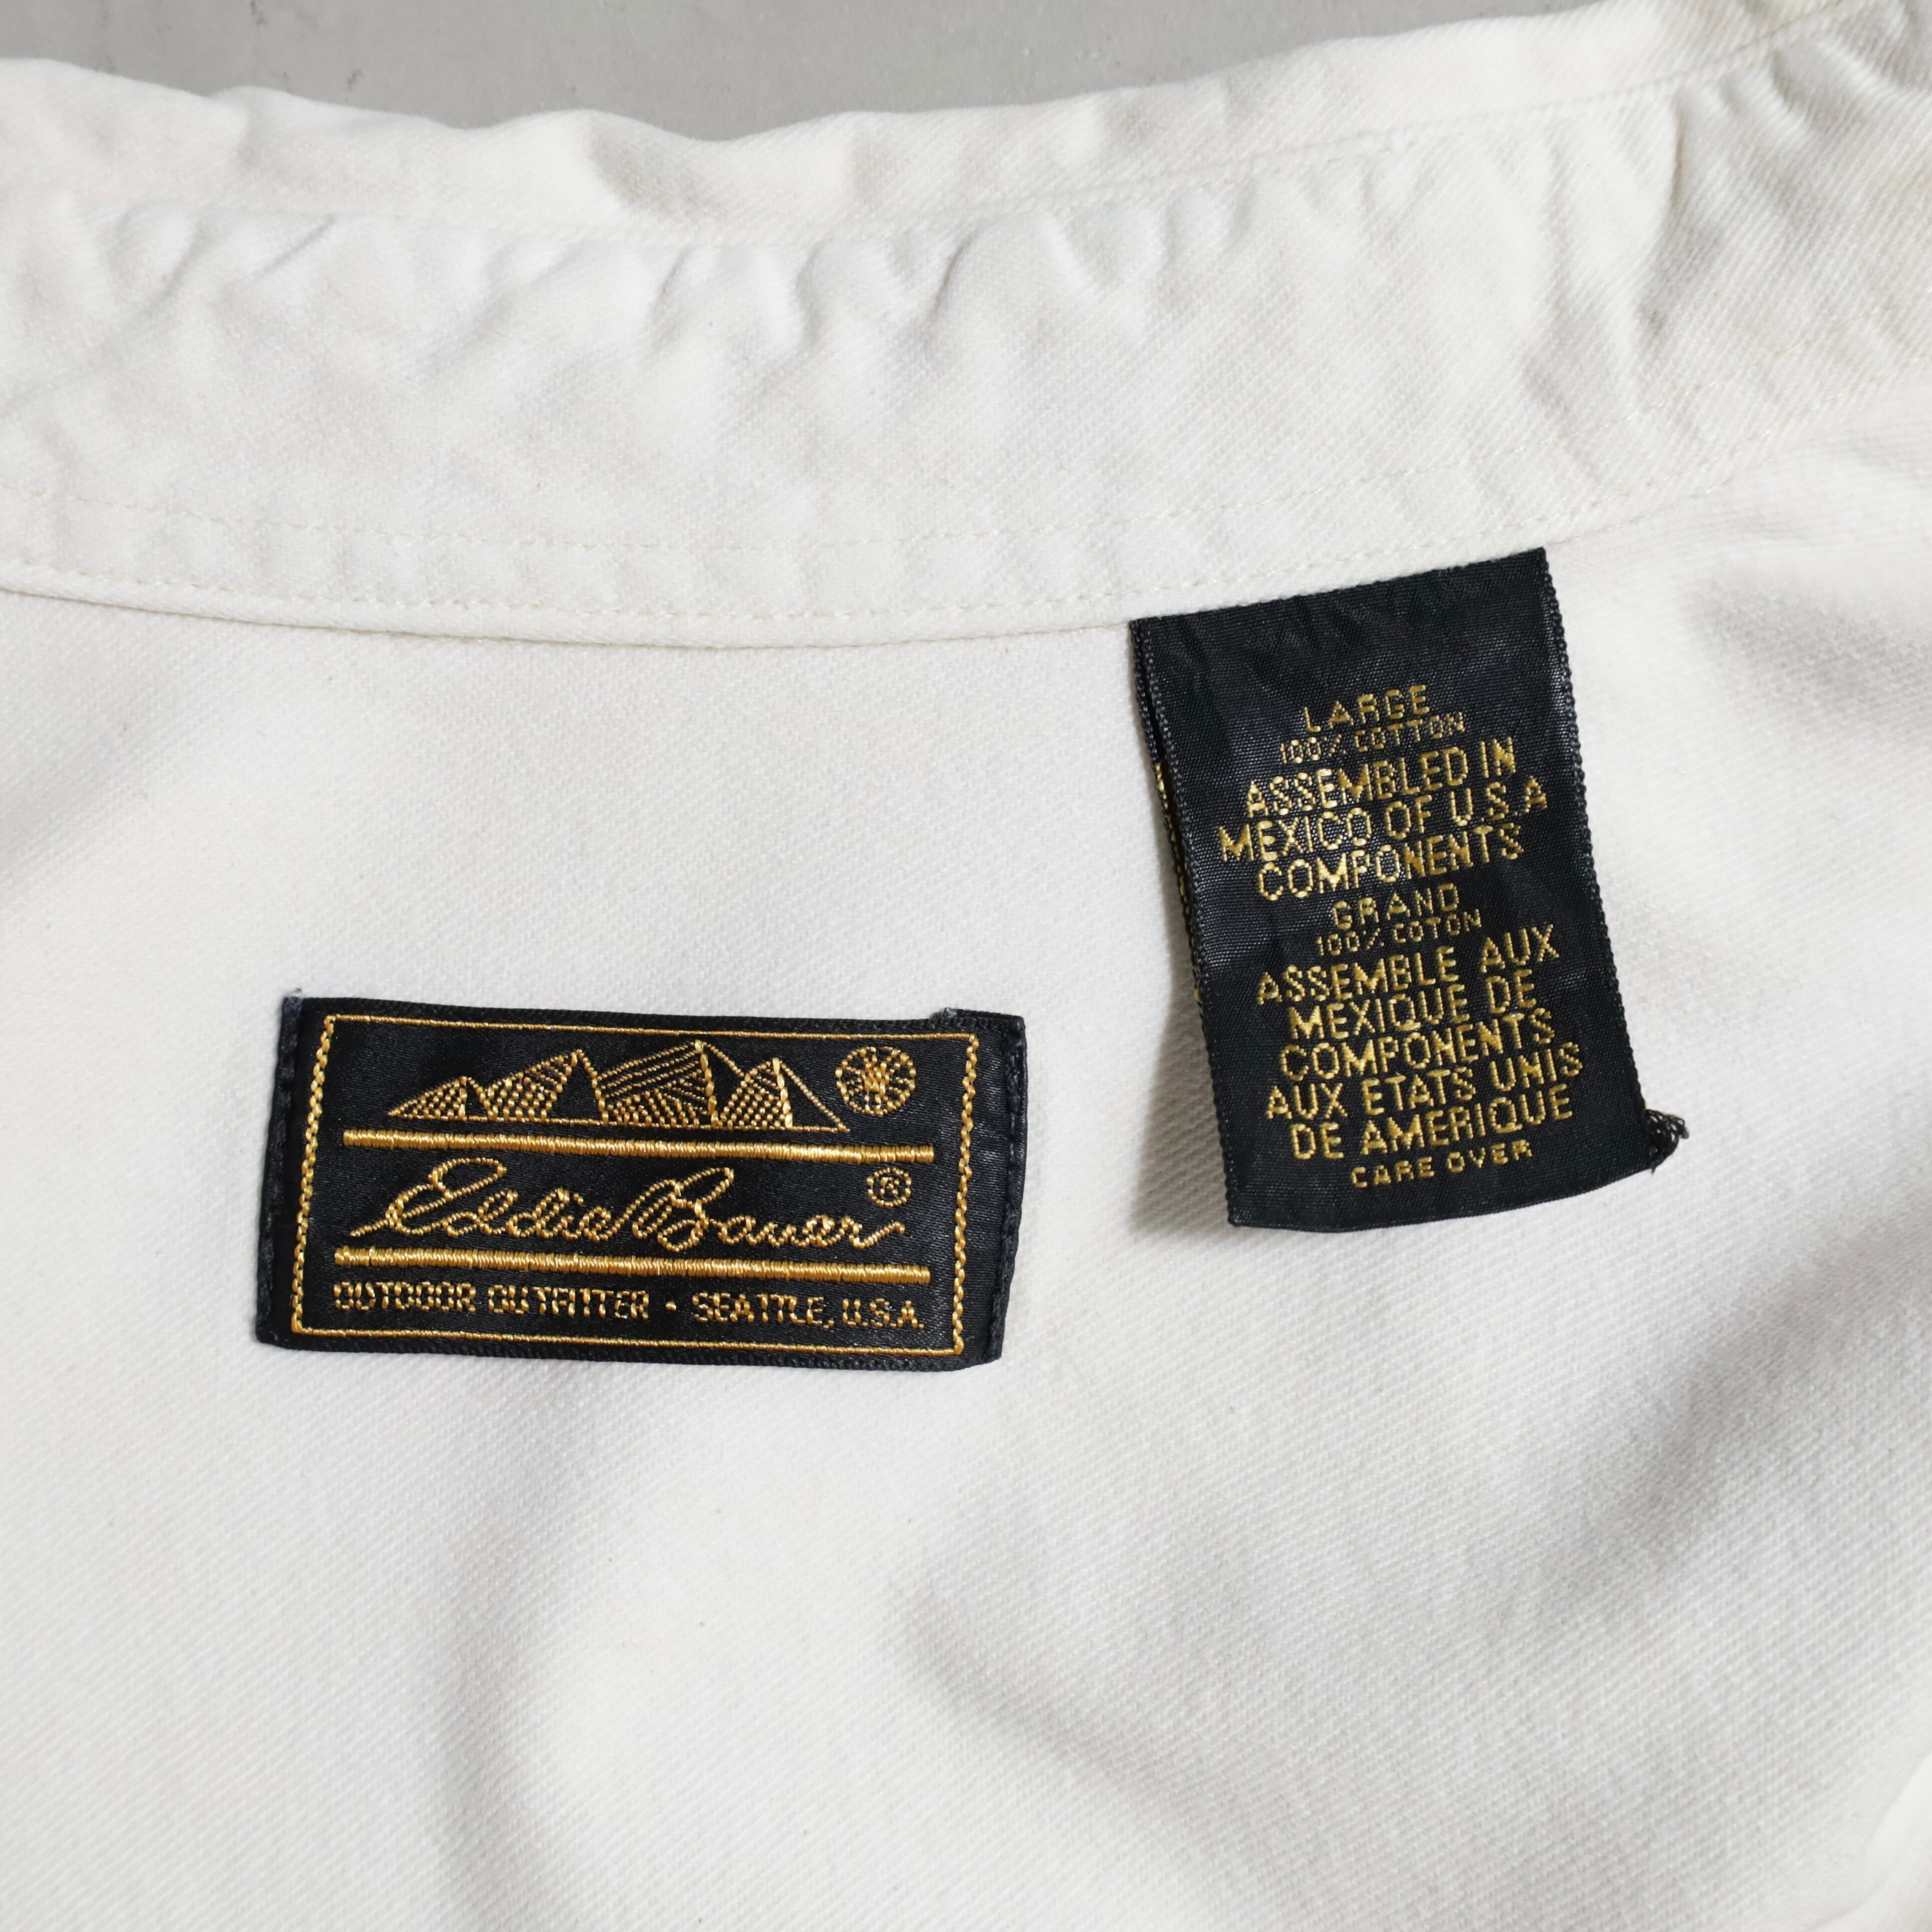 Eddie Bauer ®
OUTDOOR OUTFITTER • SEATTLE, U.S.A.
LARGE
100% COTTON
ASSEMBLED IN
MEXICO OF U.S.A
COMPONENTS
GRAND
100% COTON
ASSEMBLE AUX
MEXIQUE DE
COMPONENTS
AUX ETATS UNIS
DE AMERIQUE
CARE OVER